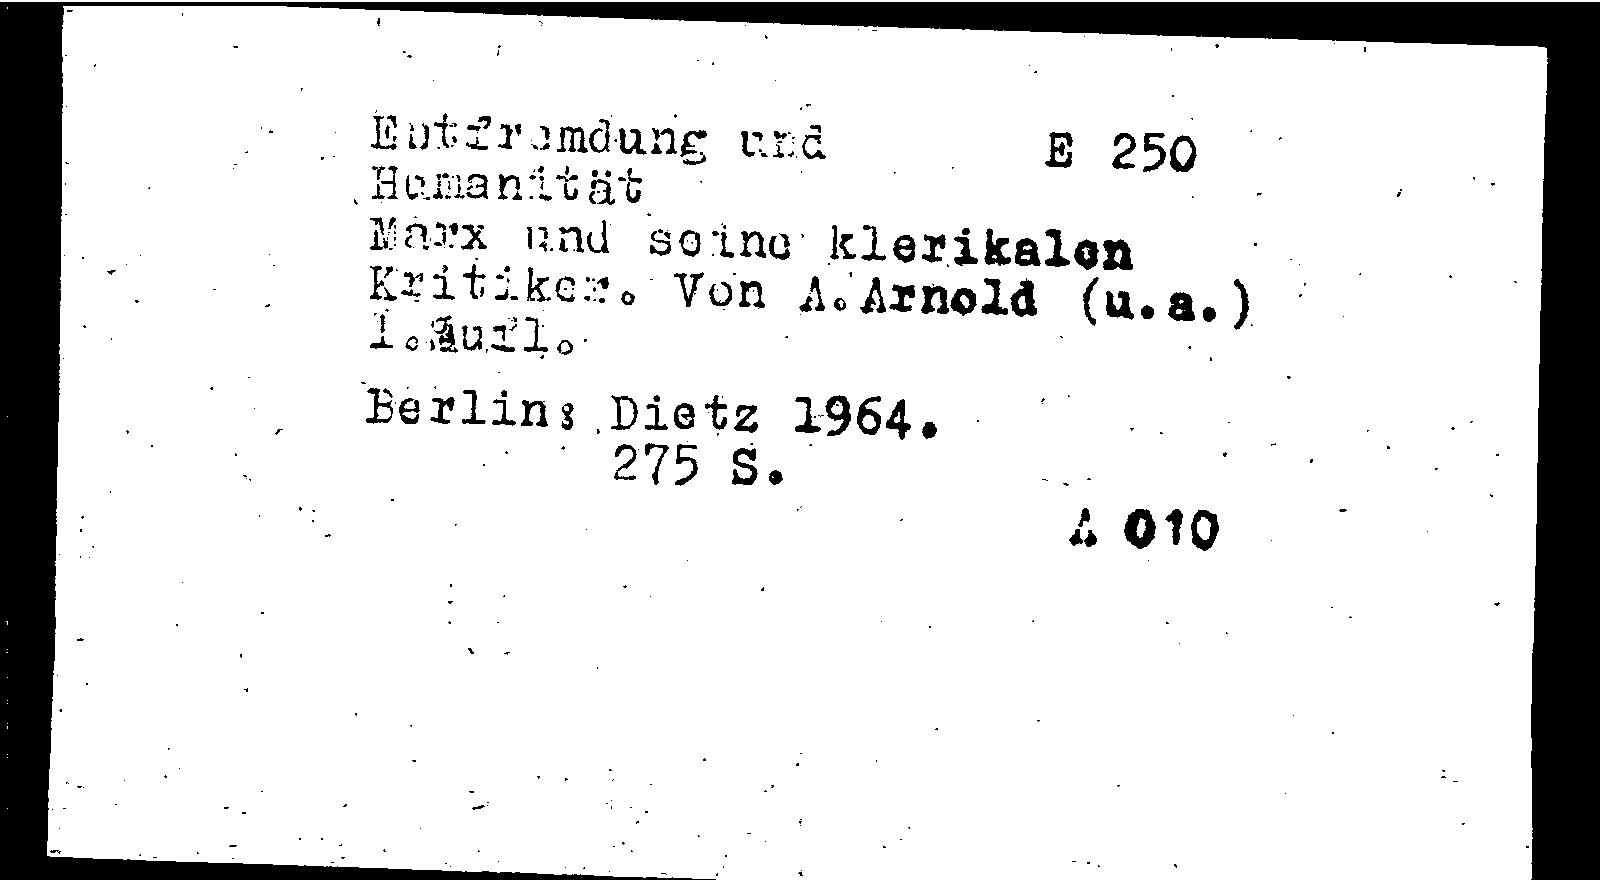 Entfremdung und E 250
Humanität
Marx und seine klerikalen
Kritiker. Von A.Arnold (u.a.)
1.Aufl.
Berlin: Dietz 1964.
275 S.
A 010